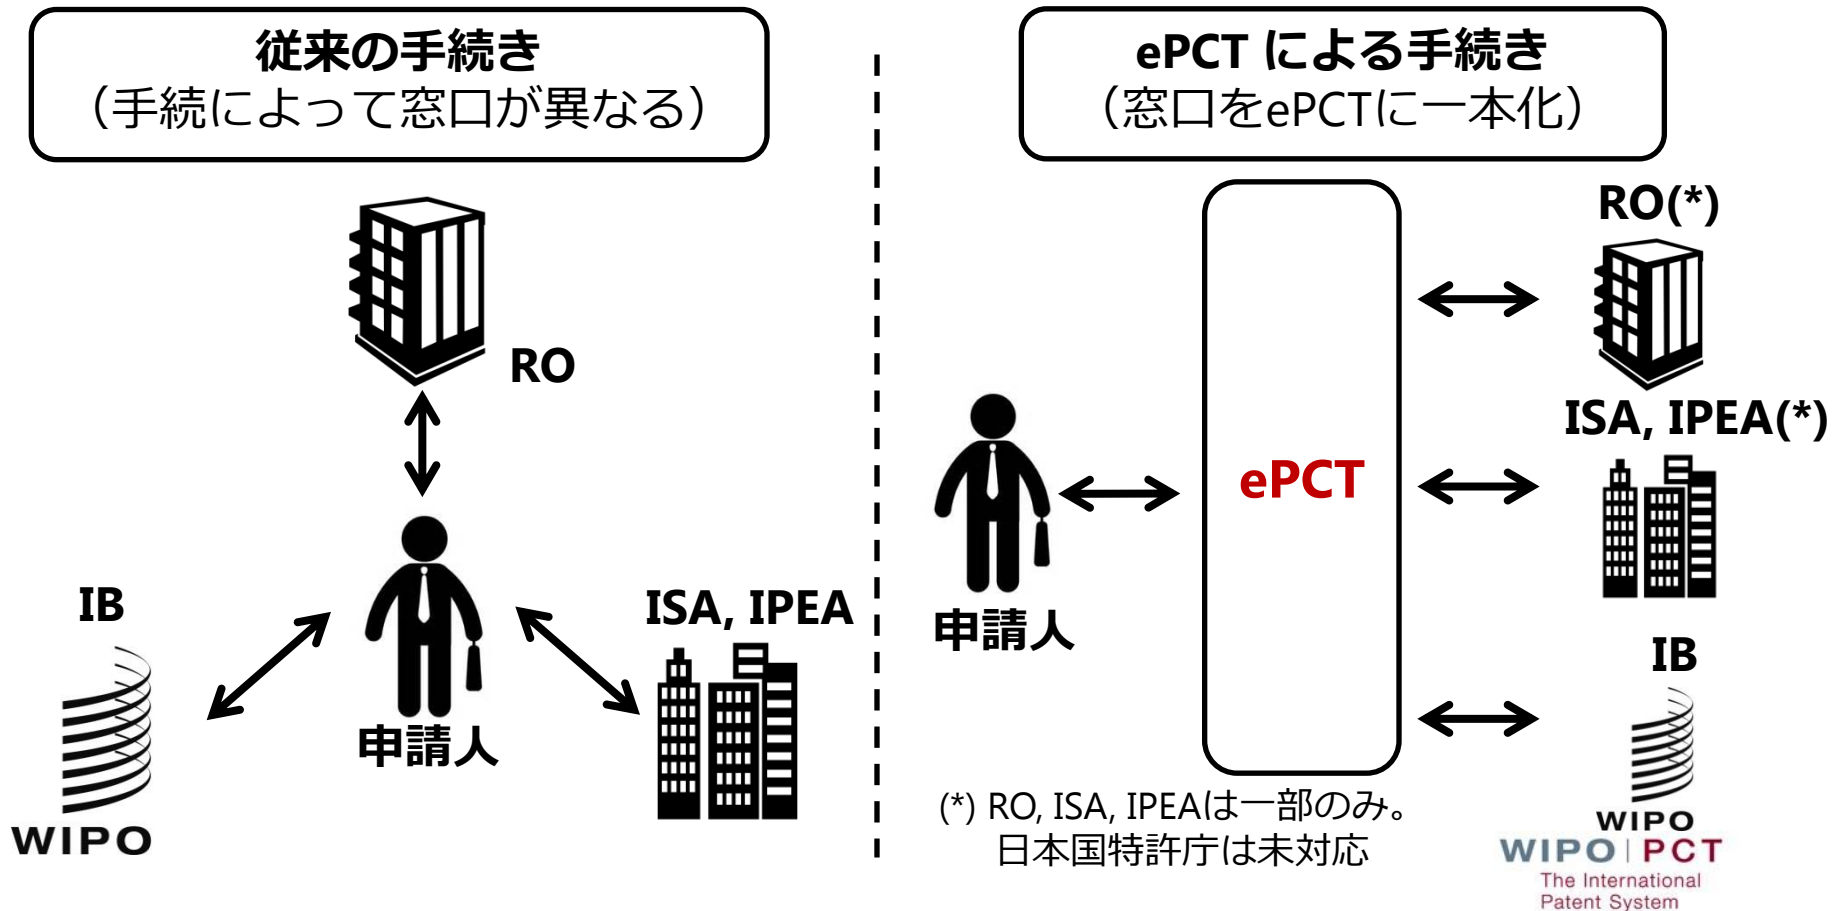 従来の手続き
（手続によって窓口が異なる）
RO
IB
ISA, IPEA
申請人
WIPO
ePCT による手続き
（窓口をePCTに一本化）
RO(*)
ISA, IPEA(*)
ePCT
申請人
IB
(*) RO, ISA, IPEAは一部のみ。
日本国特許庁は未対応
WIPO
WIPO | PCT
The International
Patent System